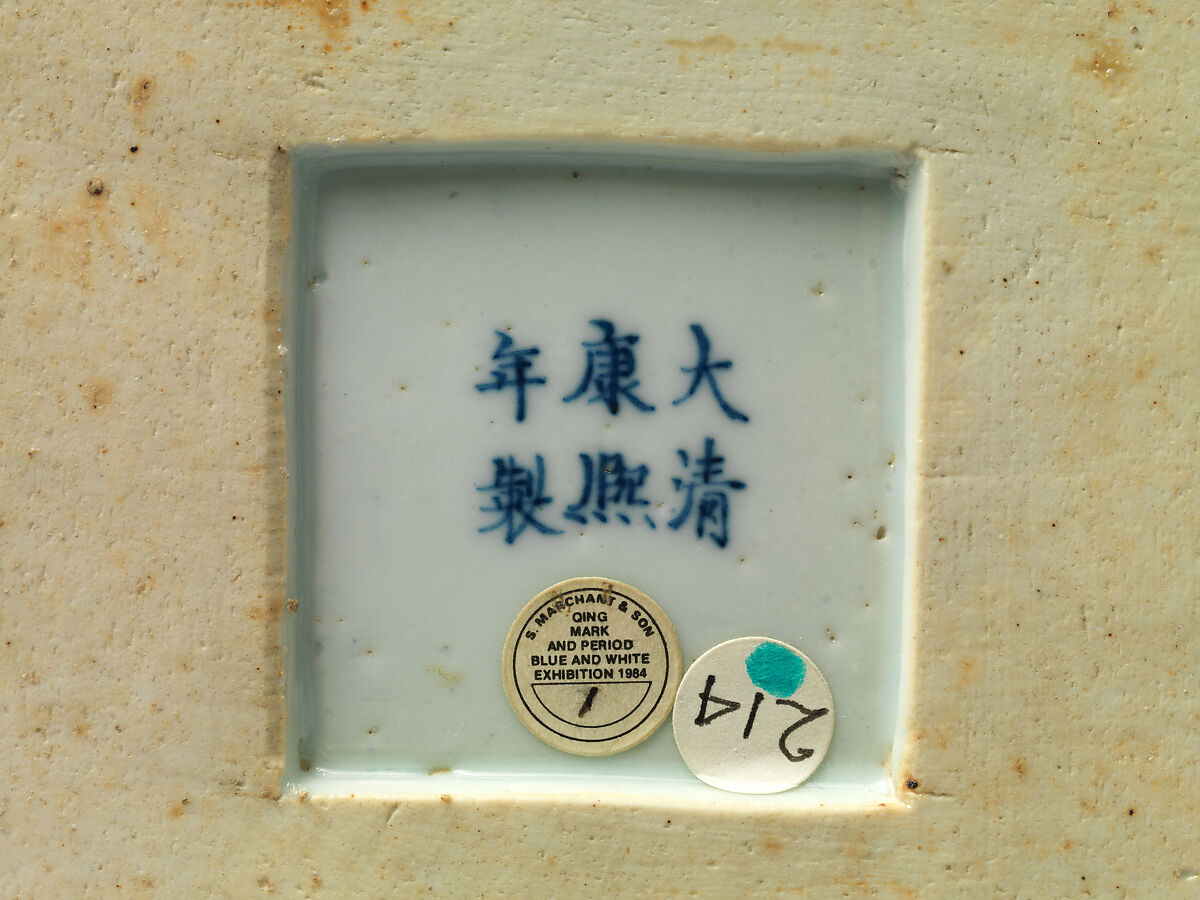 大清
康熙
年製
S. MARCHANT & SON
QING
MARK
AND PERIOD
BLUE AND WHITE
EXHIBITION 1984
1
214